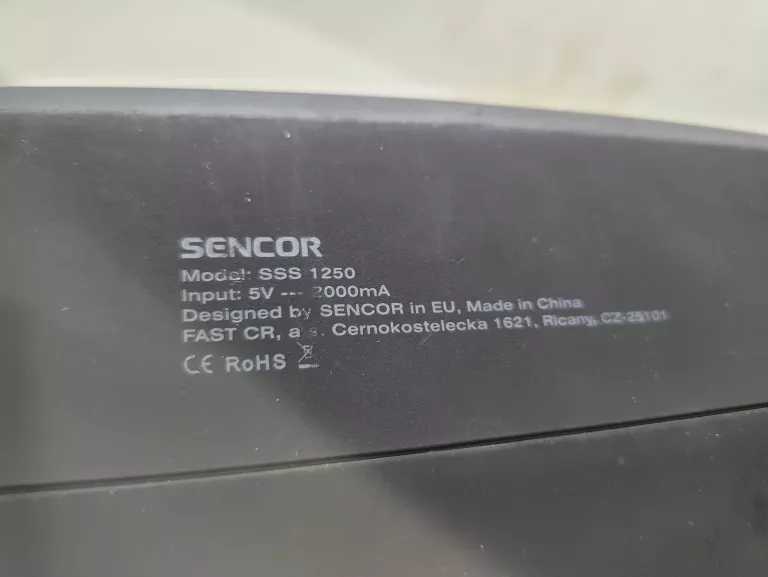 SENCOR
Model: SSS 1250
Input: 5V --- 2000mA
Designed by SENCOR in EU, Made in China
FAST CR, a.s. Cernokostelecka 1621, Ricany, CZ-25101
CE RoHS